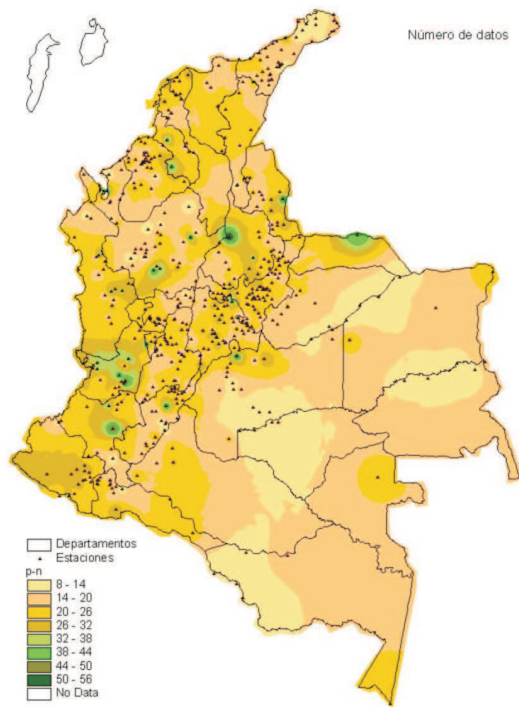 Número de datos
Departamentos
Estaciones
p-n
8 - 14
14 - 20
20 - 26
26 - 32
32 - 38
38 - 44
44 - 50
50 - 56
No Data